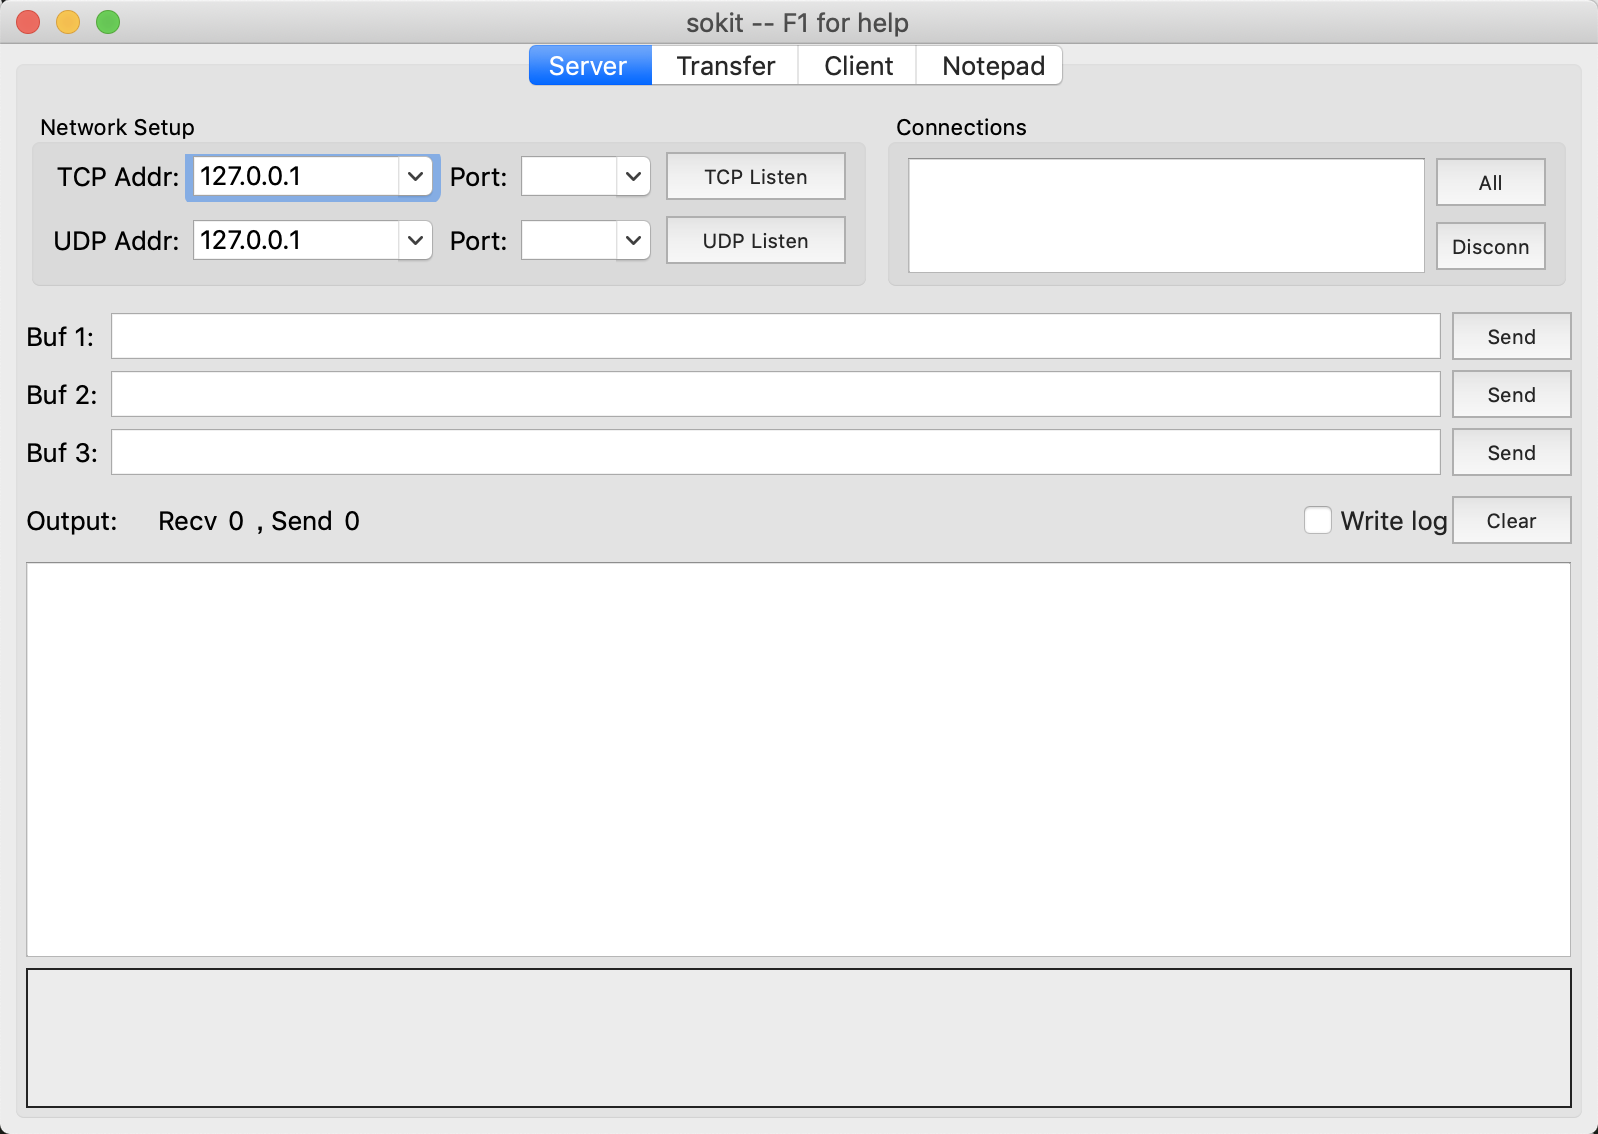 sokit -- F1 for help
Server Transfer Client Notepad
Network Setup
TCP Addr: 127.0.0.1 Port: TCP Listen
UDP Addr: 127.0.0.1 Port: UDP Listen
Connections
All
Disconn
Buf 1: Send
Buf 2: Send
Buf 3: Send
Output: Recv 0 , Send 0 Write log Clear